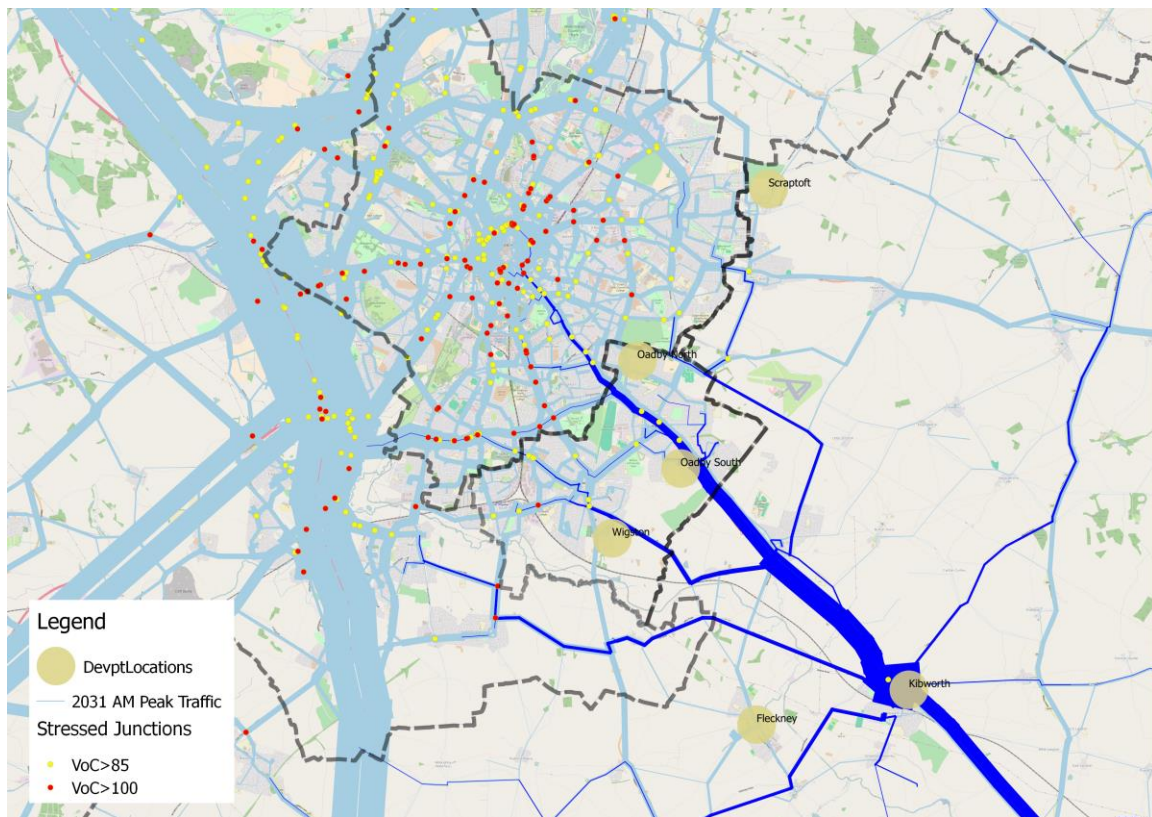 Scraptoft
Oadby North
Oadby South
Wigston
Kibworth
Fleckney
Legend
DevptLocations
2031 AM Peak Traffic
Stressed Junctions
VoC>85
VoC>100